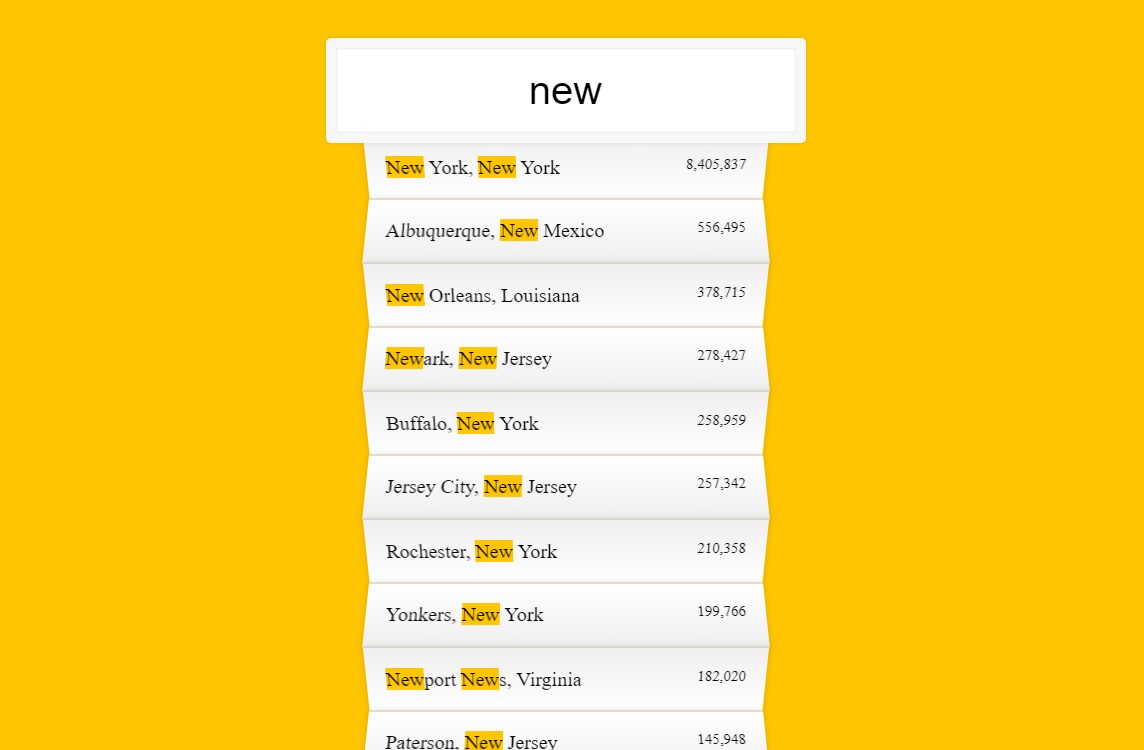 new
New York, New York 8,405,837
Albuquerque, New Mexico 556,495
New Orleans, Louisiana 378,715
Newark, New Jersey 278,427
Buffalo, New York 258,959
Jersey City, New Jersey 257,342
Rochester, New York 210,358
Yonkers, New York 199,766
Newport News, Virginia 182,020
Paterson, New Jersey 145,948